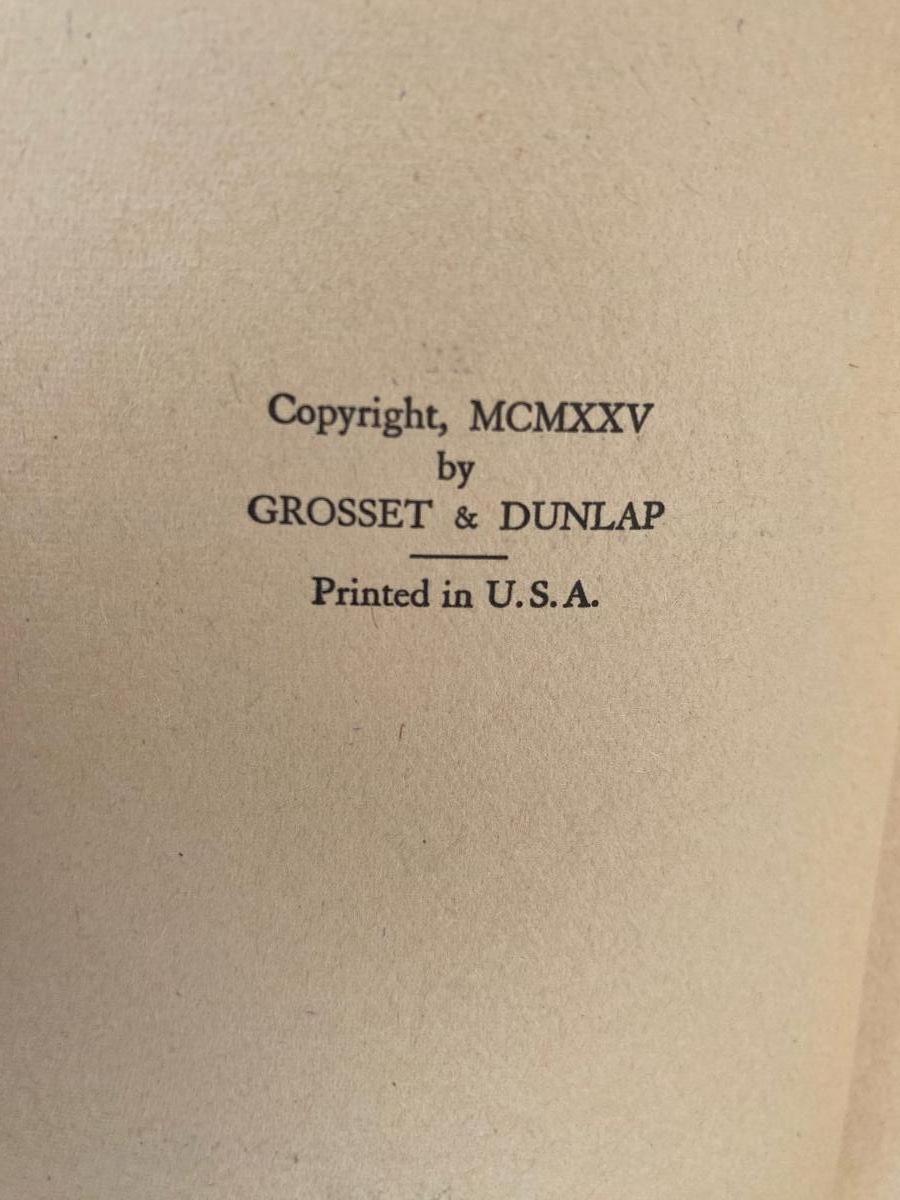 Copyright, MCMXXV
by
GROSSET & DUNLAP
Printed in U.S.A.